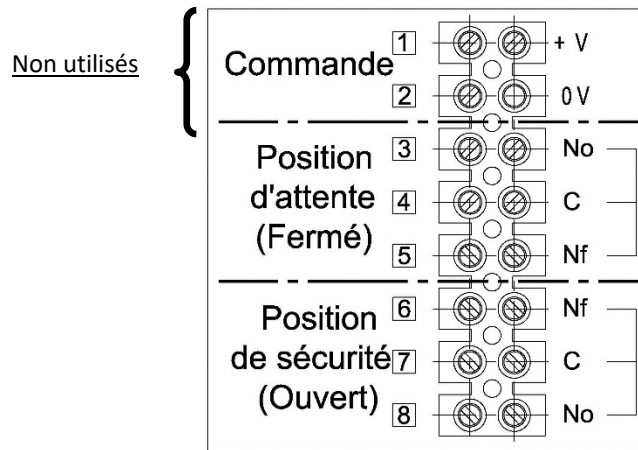 Non utilisés
Commande
1 + V
2 0 V
Position
d'attente
(Fermé)
3 No
4 C
5 Nf
Position
de sécurité
(Ouvert)
6 Nf
7 C
8 No